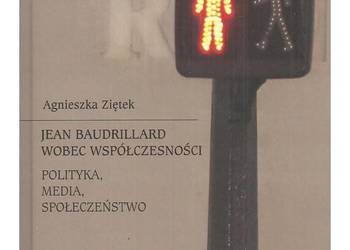 R
Agnieszka Ziętek
JEAN BAUDRILLARD
WOBEC WSPÓŁCZESNOŚCI
POLITYKA,
MEDIA,
SPOŁECZEŃSTWO